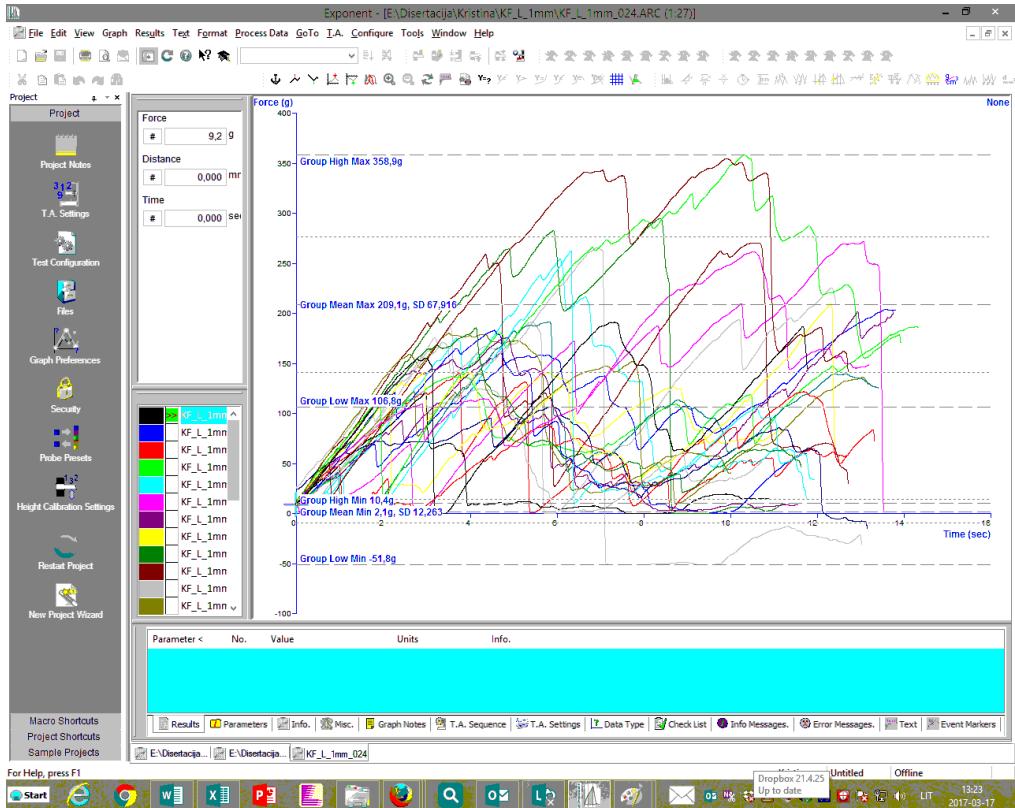 Exponent - [E:\Disertacija\Kristina\KF_L_1mm\KF_L_1mm_024.ARC (1:27)]
File Edit View Graph Results Text Format Process Data GoTo T.A. Configure Tools Window Help
Project
Project
Project Notes
T.A. Settings
Test Configuration
Files
Graph Preferences
Security
Probe Presets
Height Calibration Settings
Restart Project
New Project Wizard
Macro Shortcuts
Project Shortcuts
Sample Projects
Force
# 9,2 g
Distance
# 0,000 mm
Time
# 0,000 sec
>> KF_L_1mm
KF_L_1mm
KF_L_1mm
KF_L_1mm
KF_L_1mm
KF_L_1mm
KF_L_1mm
KF_L_1mm
KF_L_1mm
KF_L_1mm
KF_L_1mm
KF_L_1mm
Force (g)
None
400
350
300
250
200
150
100
50
0
-50
-100
Group High Max 358,9g
Group Mean Max 209,1g, SD 67,916
Group Low Max 106,8g
Group High Min 10,4g
Group Mean Min 2,1g, SD 12,263
Group Low Min -51,8g
0 2 4 6 8 10 12 14 16 18
Time (sec)
Parameter < No. Value Units Info.
Results Parameters Info. Misc. Graph Notes T.A. Sequence T.A. Settings Data Type Check List Info Messages. Error Messages. Text Event Markers
E:\Disertacija... E:\Disertacija... KF_L_1mm_024
For Help, press F1
Untitled Offline
Dropbox 21.4.25
Up to date
Start
LIT
13:23
2017-03-17